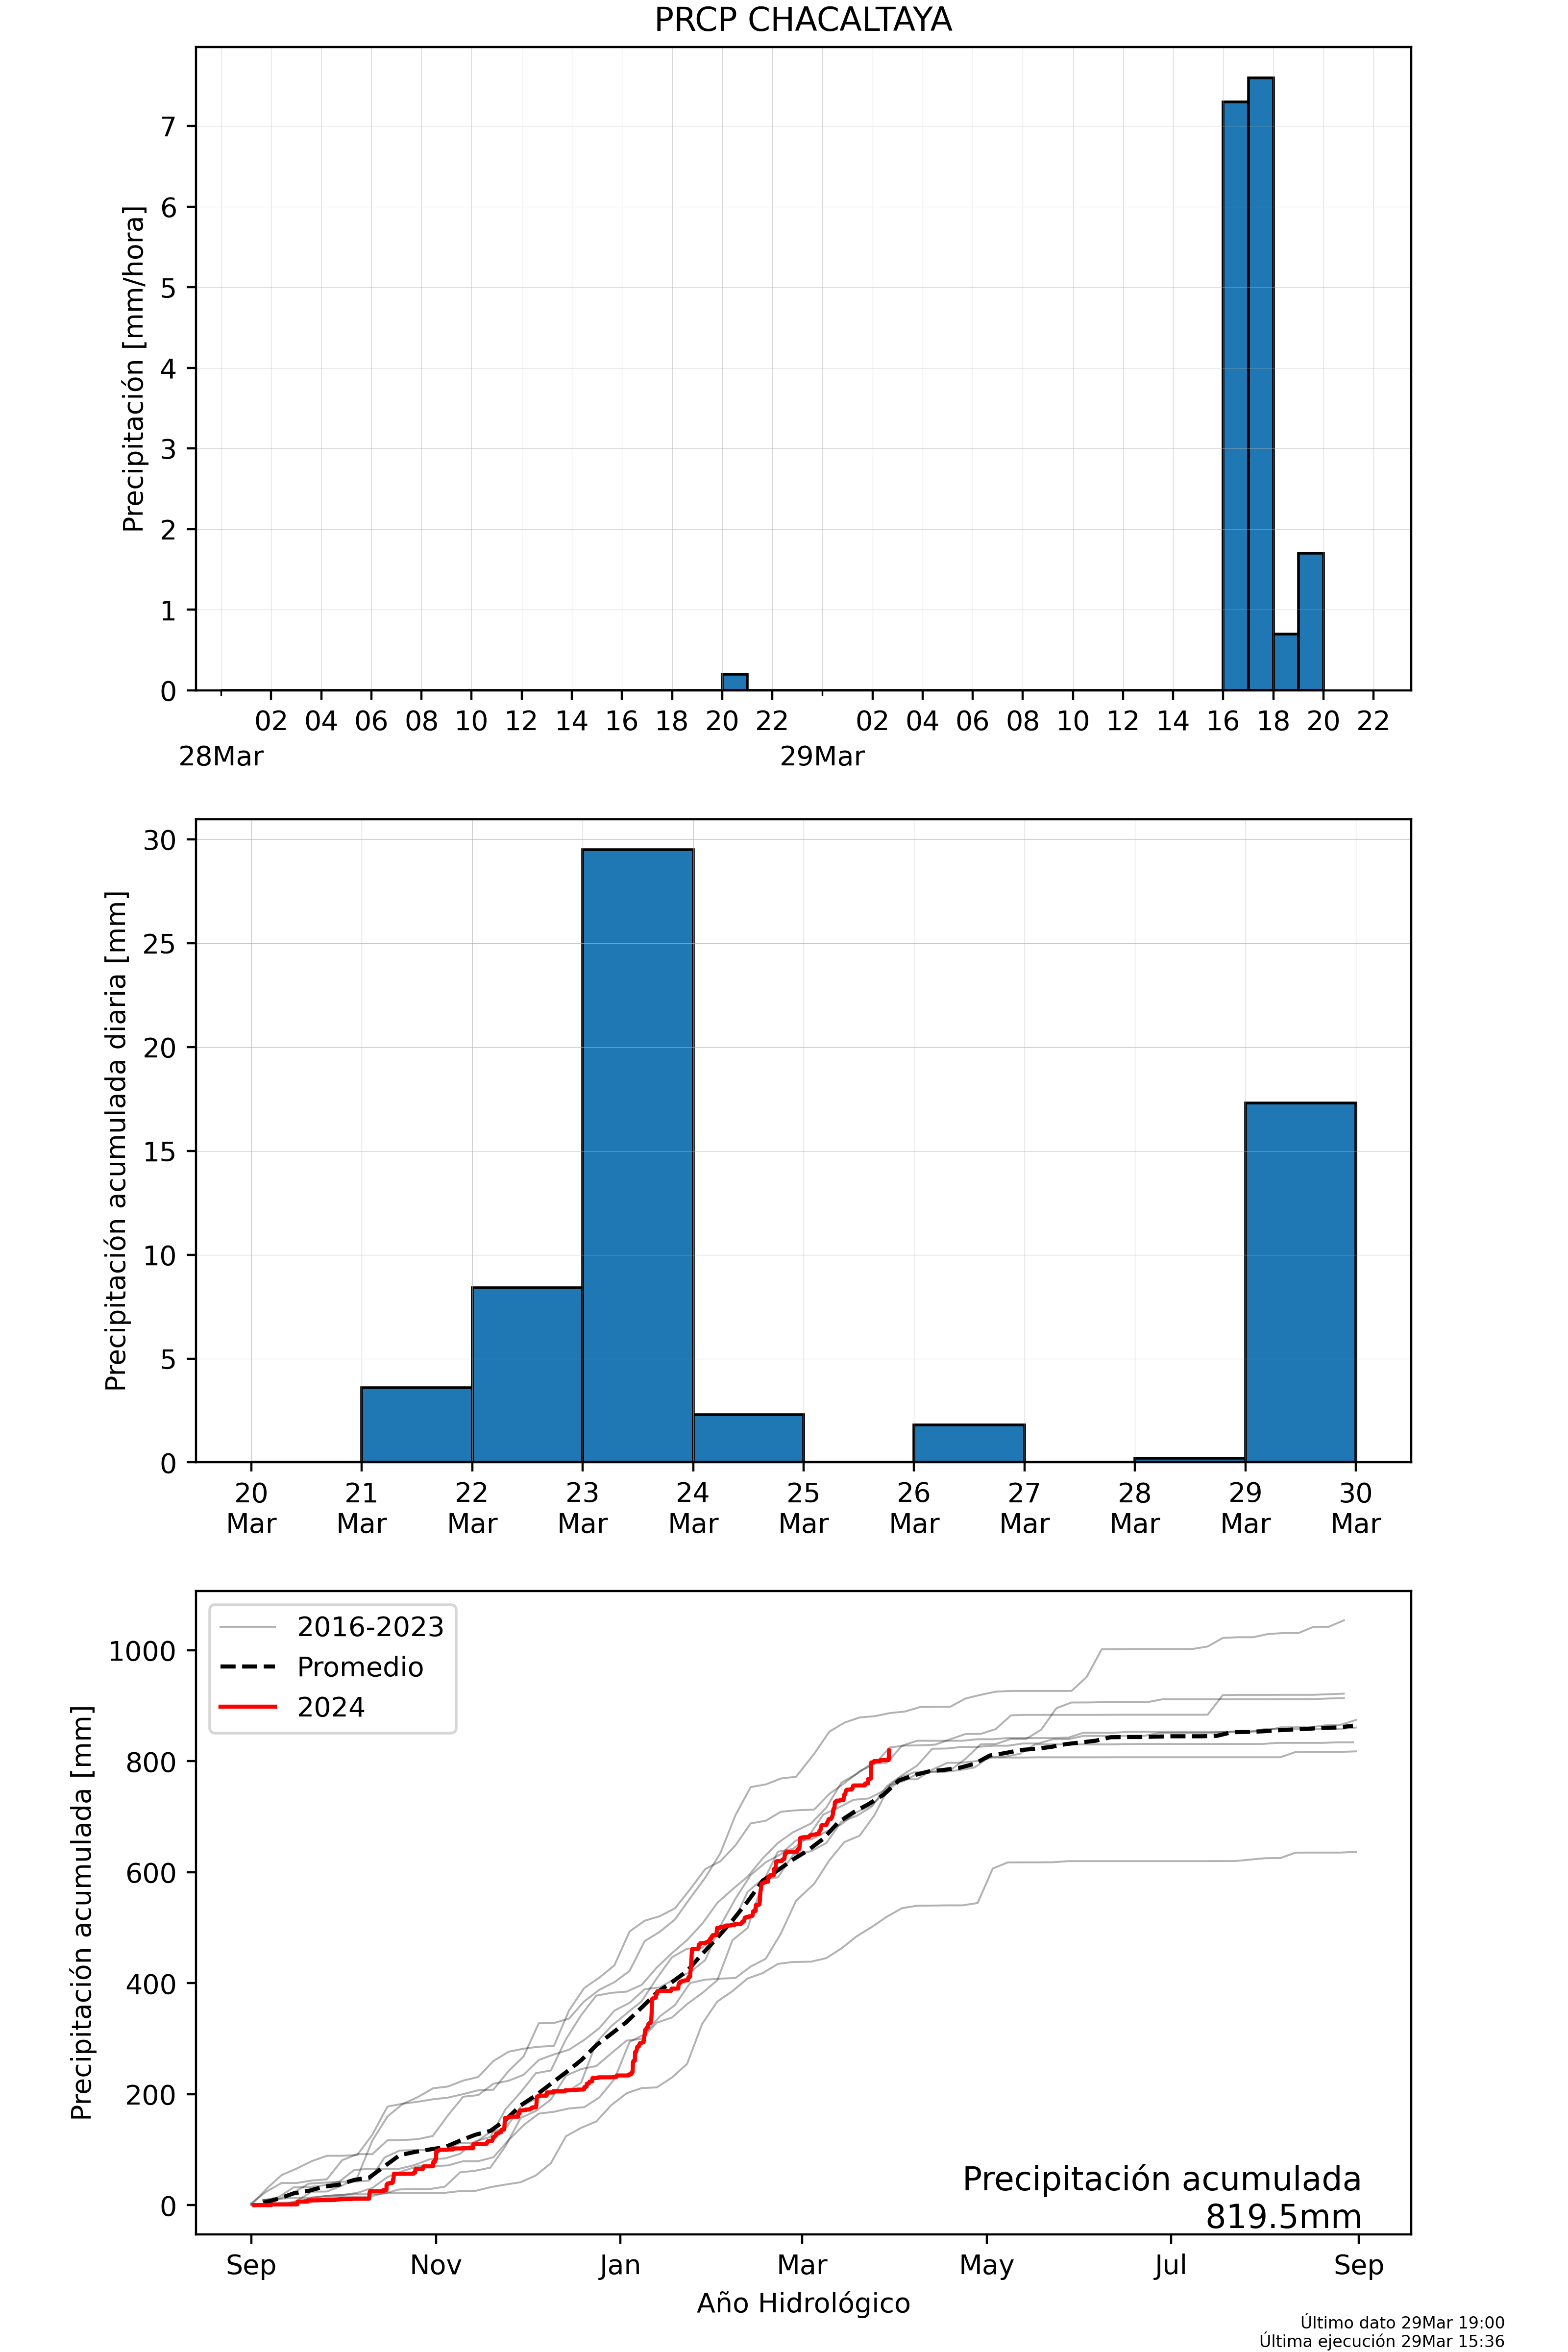 PRCP CHACALTAYA
Precipitación [mm/hora]
7
6
5
4
3
2
1
0
02 04 06 08 10 12 14 16 18 20 22 02 04 06 08 10 12 14 16 18 20 22
28Mar 29Mar
Precipitación acumulada diaria [mm]
30
25
20
15
10
5
0
20 21 22 23 24 25 26 27 28 29 30
Mar Mar Mar Mar Mar Mar Mar Mar Mar Mar Mar
Precipitación acumulada [mm]
1000
800
600
400
200
0
2016-2023
Promedio
2024
Precipitación acumulada
819.5mm
Sep Nov Jan Mar May Jul Sep
Año Hidrológico
Último dato 29Mar 19:00
Última ejecución 29Mar 15:36